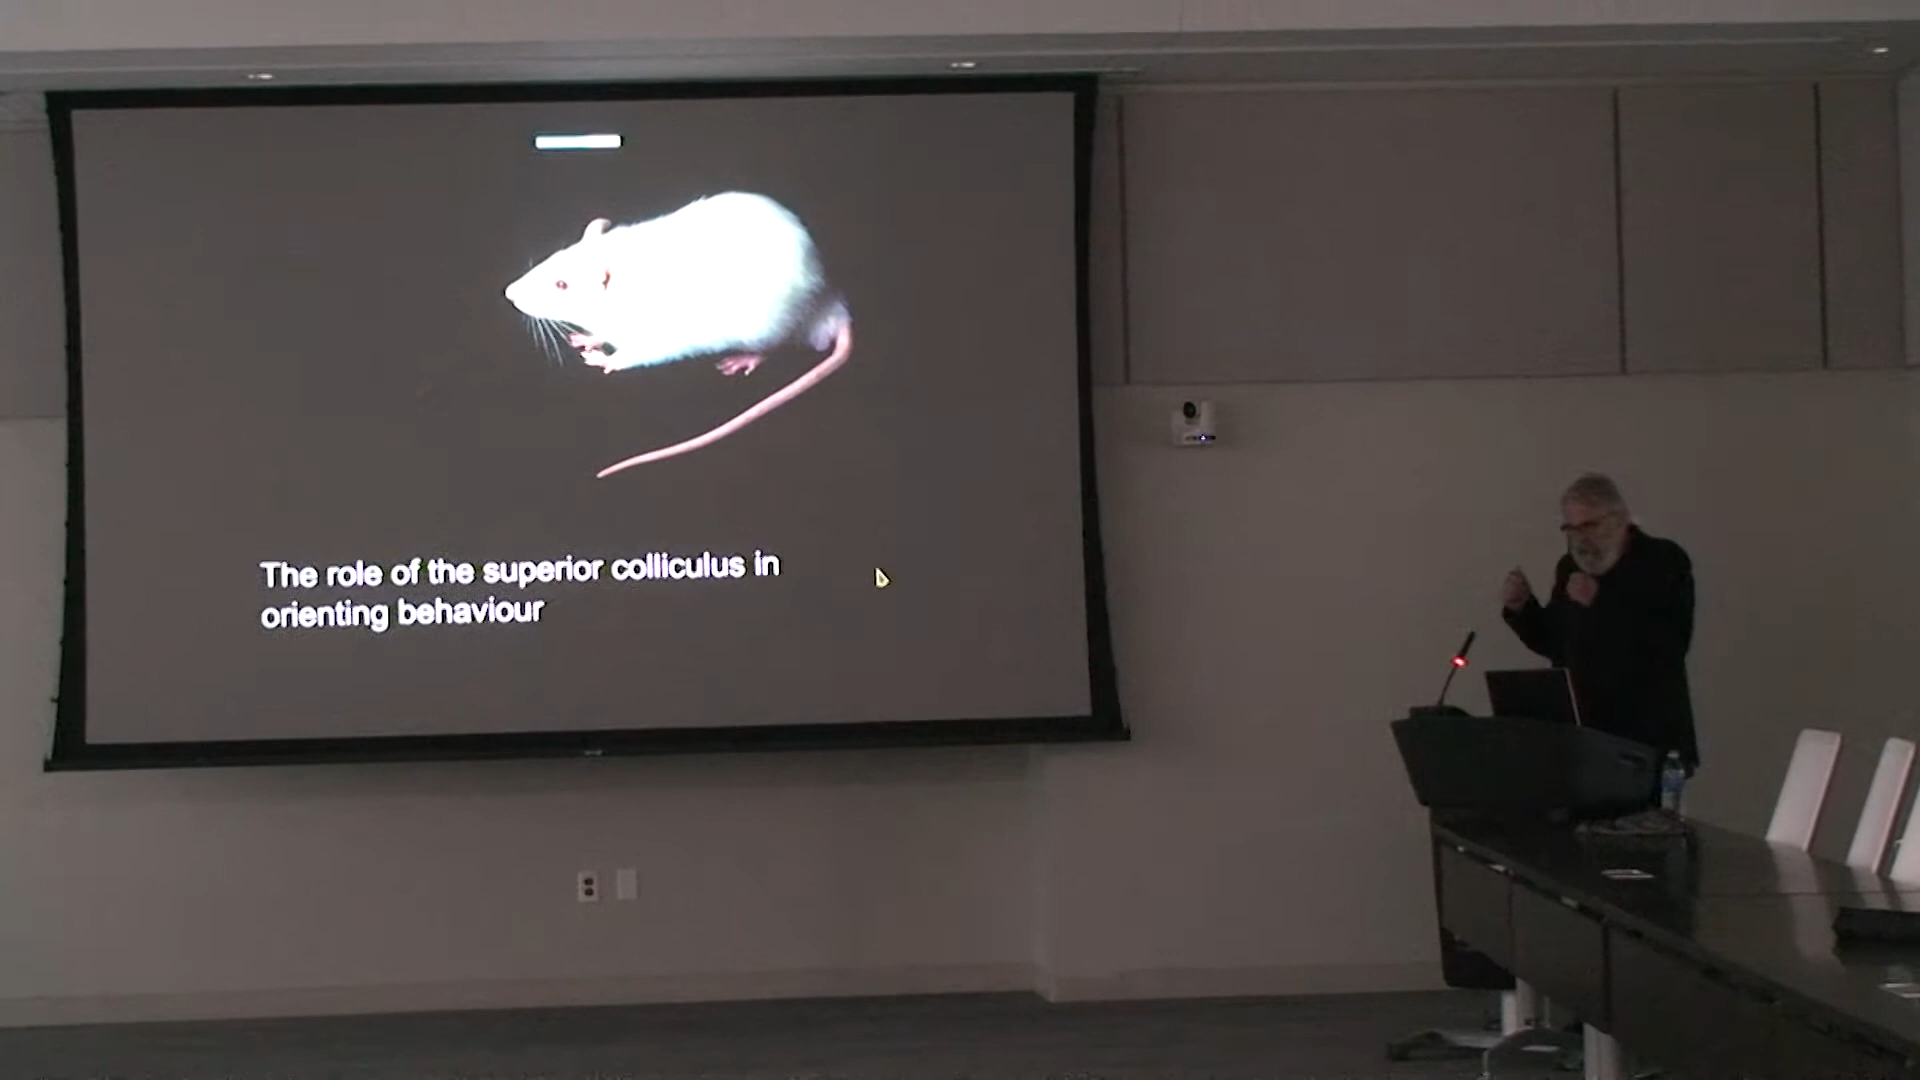 The role of the superior colliculus in
orienting behaviour